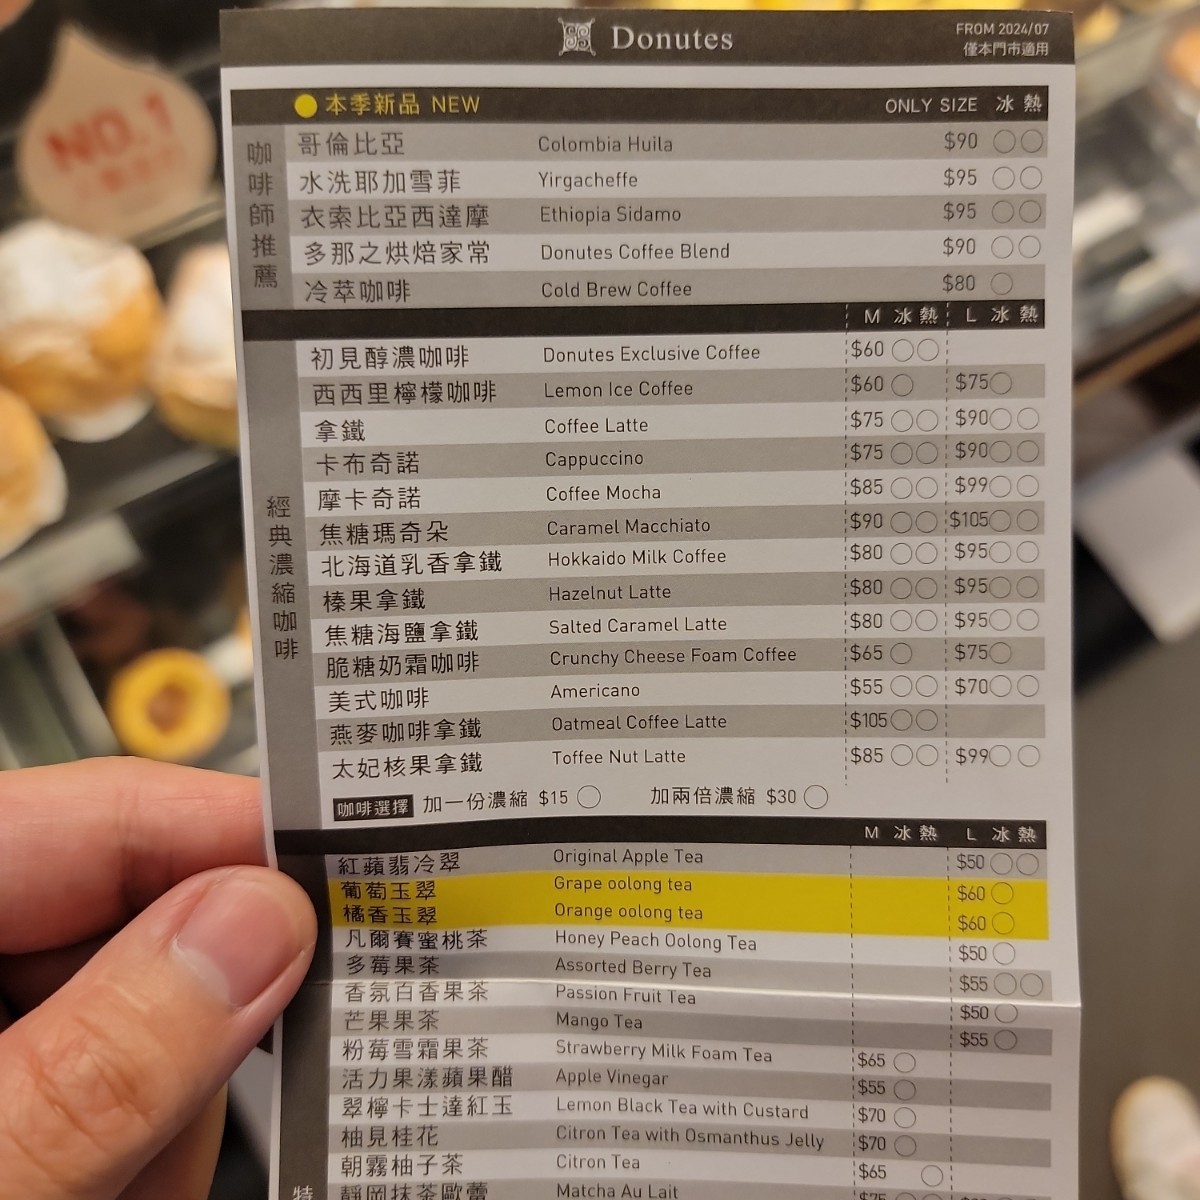 NO.1
Donutes
FROM 2024/07
僅本門市適用
本季新品 NEW ONLY SIZE 冰 熱
咖啡師推薦
哥倫比亞 Colombia Huila $90
水洗耶加雪菲 Yirgacheffe $95
衣索比亞西達摩 Ethiopia Sidamo $95
多那之烘焙家常 Donutes Coffee Blend $90
冷萃咖啡 Cold Brew Coffee $80
M 冰 熱 L 冰 熱
經典濃縮咖啡
初見醇濃咖啡 Donutes Exclusive Coffee $60
西西里檸檬咖啡 Lemon Ice Coffee $60 $75
拿鐵 Coffee Latte $75 $90
卡布奇諾 Cappuccino $75 $90
摩卡奇諾 Coffee Mocha $85 $99
焦糖瑪奇朵 Caramel Macchiato $90 $105
北海道乳香拿鐵 Hokkaido Milk Coffee $80 $95
榛果拿鐵 Hazelnut Latte $80 $95
焦糖海鹽拿鐵 Salted Caramel Latte $80 $95
脆糖奶霜咖啡 Crunchy Cheese Foam Coffee $65 $75
美式咖啡 Americano $55 $70
燕麥咖啡拿鐵 Oatmeal Coffee Latte $105
太妃核果拿鐵 Toffee Nut Latte $85 $99
咖啡選擇 加一份濃縮 $15 加兩倍濃縮 $30
M 冰 熱 L 冰 熱
紅蘋翡冷翠 Original Apple Tea $50
葡萄玉翠 Grape oolong tea $60
橘香玉翠 Orange oolong tea $60
凡爾賽蜜桃茶 Honey Peach Oolong Tea $50
多莓果茶 Assorted Berry Tea $55
香氛百香果茶 Passion Fruit Tea $50
芒果果茶 Mango Tea $55
粉莓雪霜果茶 Strawberry Milk Foam Tea $65
活力果漾蘋果醋 Apple Vinegar $55
翠檸卡士達紅玉 Lemon Black Tea with Custard $70
柚見桂花 Citron Tea with Osmanthus Jelly $70
朝霧柚子茶 Citron Tea $65
特
靜岡抹茶歐蕾 Matcha Au Lait $75